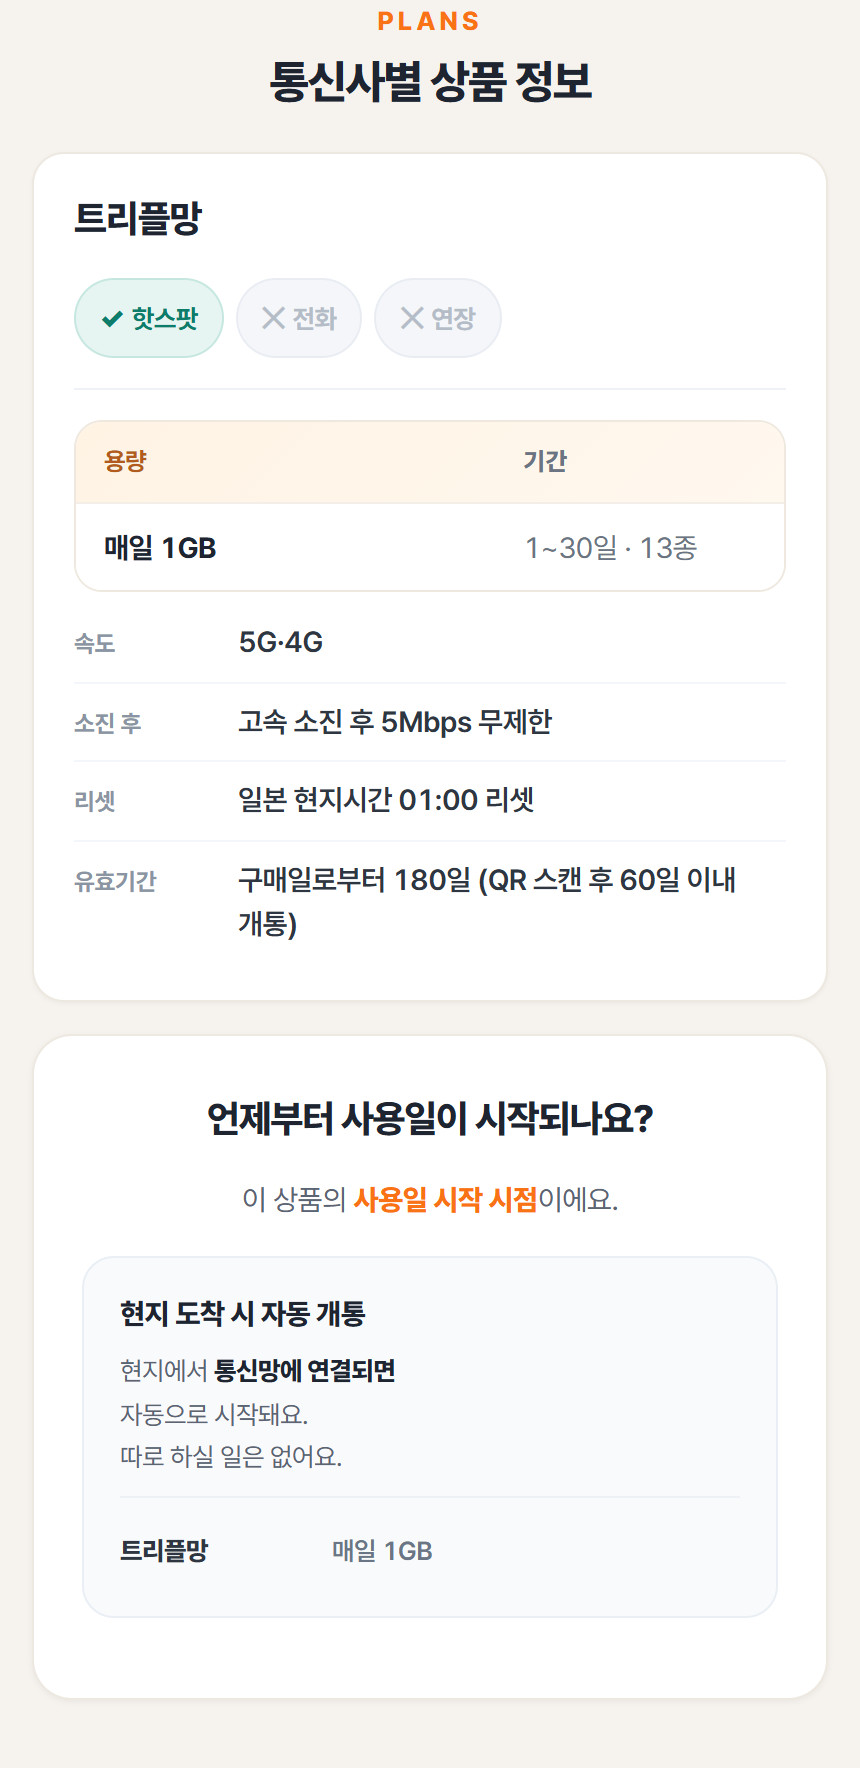 PLANS
통신사별 상품 정보
트리플망
✓ 핫스팟 ✕ 전화 ✕ 연장
용량 기간
매일 1GB 1~30일 · 13종
속도 5G·4G
소진 후 고속 소진 후 5Mbps 무제한
리셋 일본 현지시간 01:00 리셋
유효기간 구매일로부터 180일 (QR 스캔 후 60일 이내
개통)
언제부터 사용일이 시작되나요?
이 상품의 사용일 시작 시점이에요.
현지 도착 시 자동 개통
현지에서 통신망에 연결되면
자동으로 시작돼요.
따로 하실 일은 없어요.
트리플망 매일 1GB